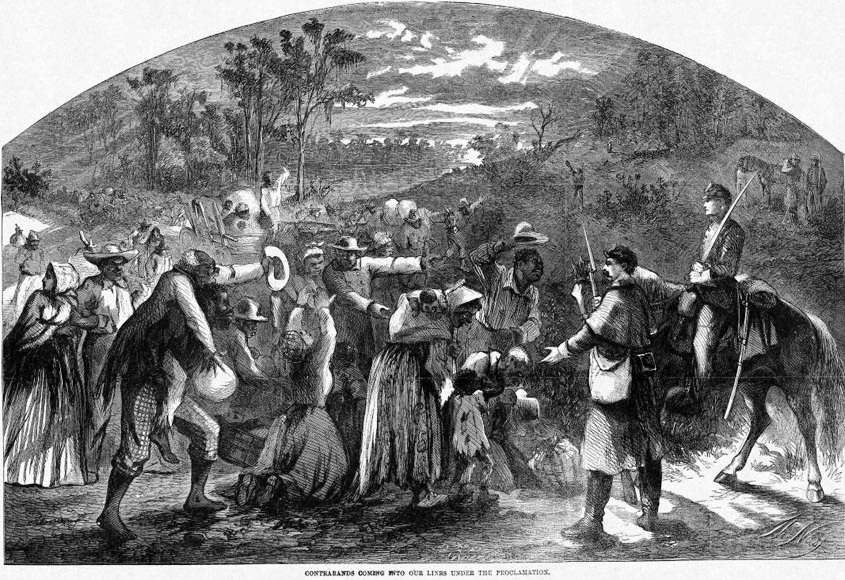 CONTRABANDS COMING INTO OUR LINES UNDER THE PROCLAMATION.